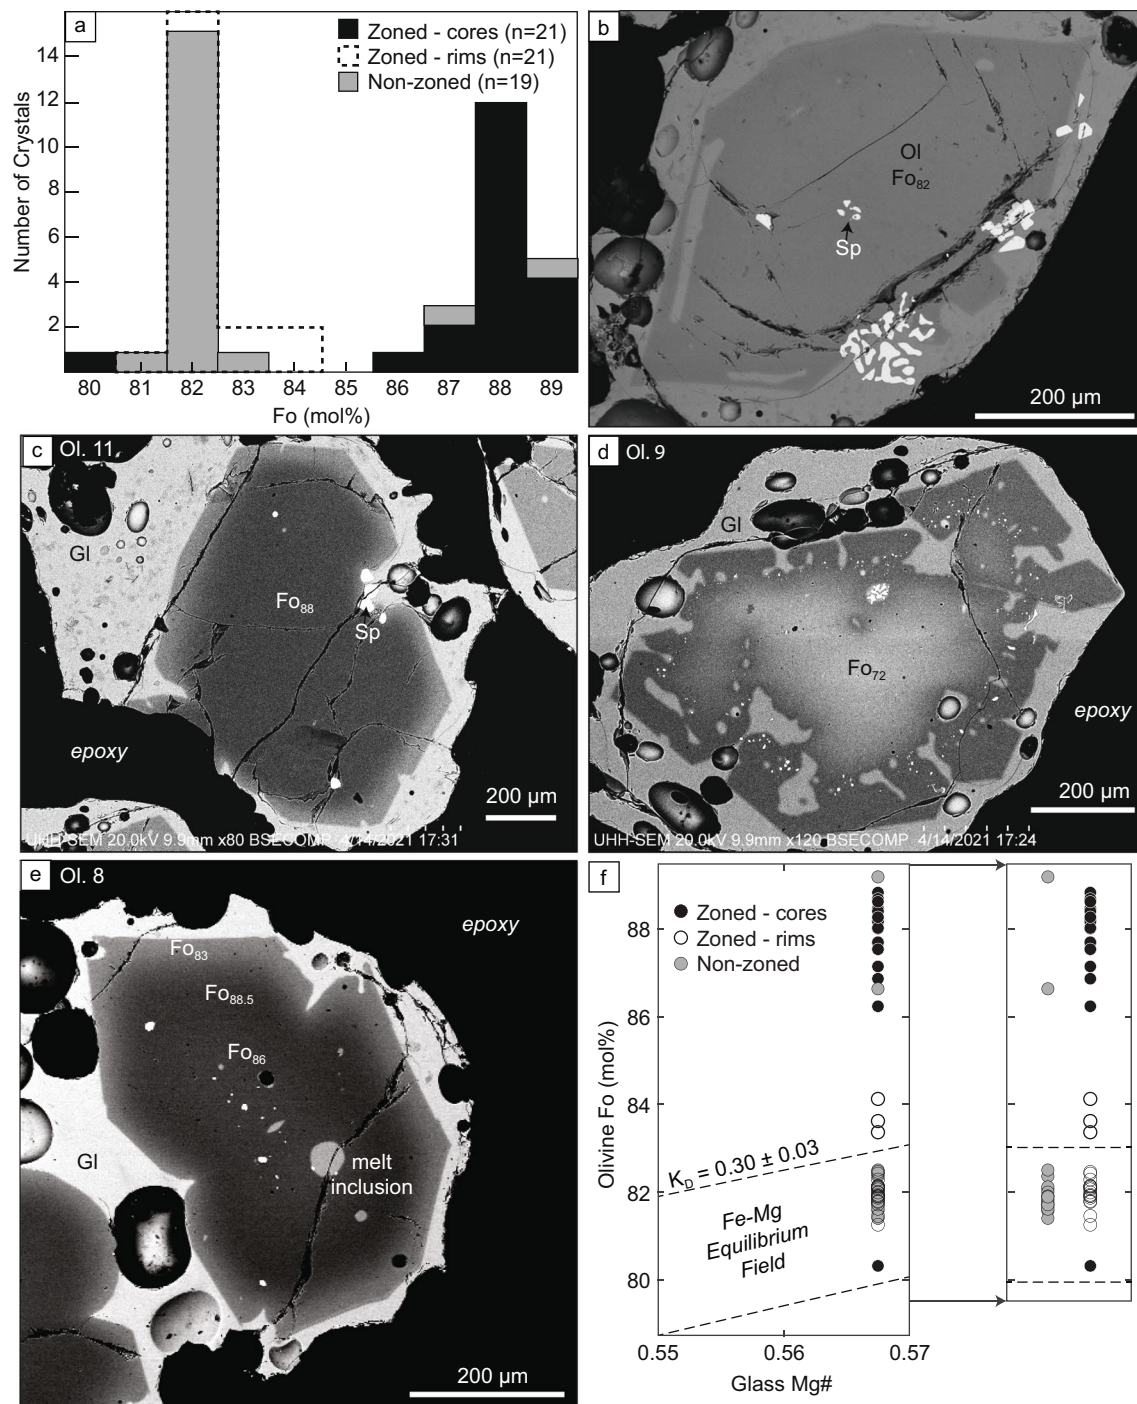 a
Zoned - cores (n=21)
Zoned - rims (n=21)
Non-zoned (n=19)
Number of Crystals
14
12
10
8
6
4
2
80 81 82 83 84 85 86 87 88 89
Fo (mol%)
b
Ol
Fo82
Sp
200 µm
c Ol. 11
Gl
Fo88
Sp
epoxy
200 µm
UHH-SEM 20.0kV 9.9mm x80 BSECOMP 4/14/2021 17:31
d Ol. 9
Gl
Fo72
epoxy
200 µm
UHH-SEM 20.0kV 9.9mm x120 BSECOMP 4/14/2021 17:24
e Ol. 8
epoxy
Fo83
Fo88.5
Fo86
Gl
melt
inclusion
200 µm
f
Zoned - cores
Zoned - rims
Non-zoned
Olivine Fo (mol%)
88
86
84
82
80
KD = 0.30 ± 0.03
Fe-Mg
Equilibrium
Field
0.55 0.56 0.57
Glass Mg#